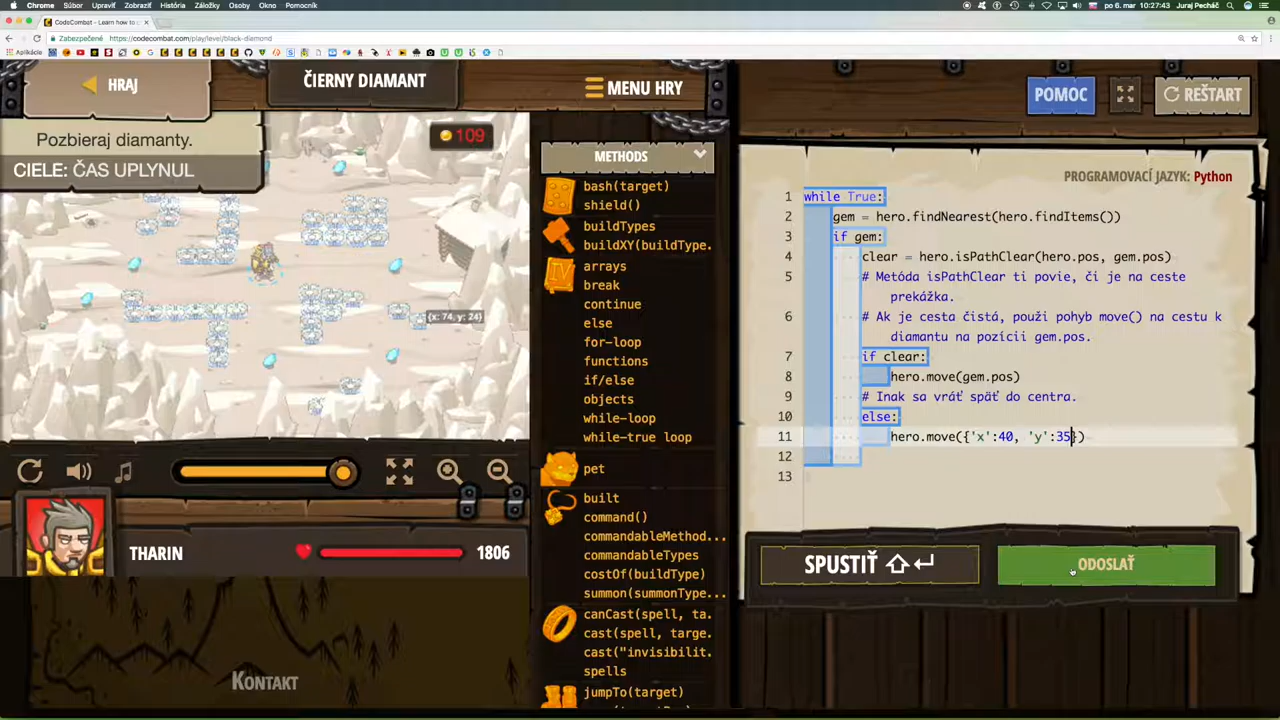 Chrome Súbor Upraviť Zobraziť História Záložky Osoby Okno Pomocník
po 6. mar 10:27:43 Juraj Pecháč
CodeCombat - Learn how to c
Zabezpečené https://codecombat.com/play/level/black-diamond
Aplikácie
HRAJ
ČIERNY DIAMANT
MENU HRY
POMOC
REŠTART
Pozbieraj diamanty.
CIELE: ČAS UPLYNUL
109
{x: 74, y: 24}
METHODS
bash(target)
shield()
buildTypes
buildXY(buildType.
arrays
break
continue
else
for-loop
functions
if/else
objects
while-loop
while-true loop
pet
built
command()
commandableMethod...
commandableTypes
costOf(buildType)
summon(summonType...
canCast(spell, ta.
cast(spell, targe.
cast("invisibilit.
spells
jumpTo(target)
PROGRAMOVACÍ JAZYK: Python
1 while True:
2 gem = hero.findNearest(hero.findItems())
3 if gem:
4 clear = hero.isPathClear(hero.pos, gem.pos)
5 # Metóda isPathClear ti povie, či je na ceste
prekážka.
6 # Ak je cesta čistá, použi pohyb move() na cestu k
diamantu na pozícii gem.pos.
7 if clear:
8 hero.move(gem.pos)
9 # Inak sa vráť späť do centra.
10 else:
11 hero.move({'x':40, 'y':35})
12
13
SPUSTIŤ
ODOSLAŤ
THARIN
1806
KONTAKT